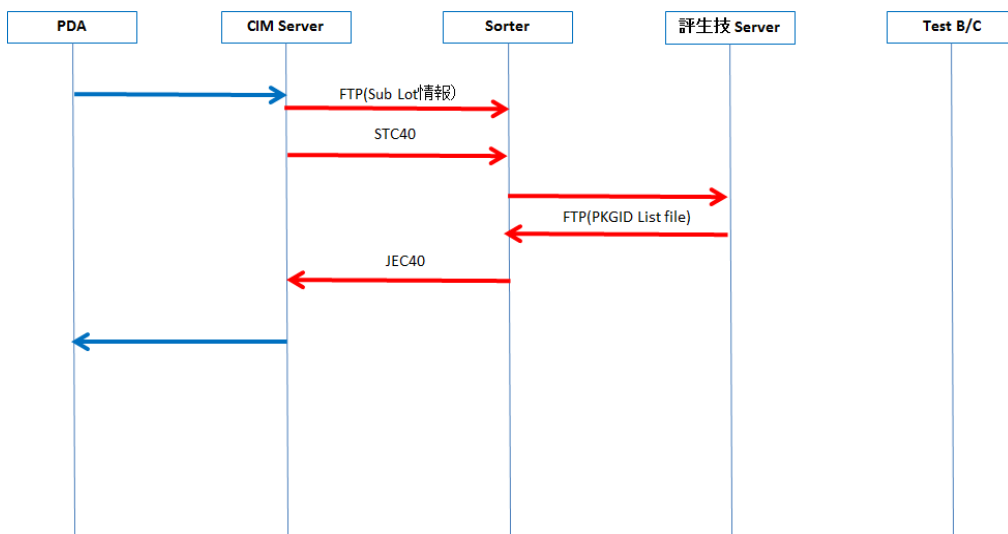 PDA
CIM Server
Sorter
評生技 Server
Test B/C
FTP(Sub Lot情報)
STC40
FTP(PKGID List file)
JEC40